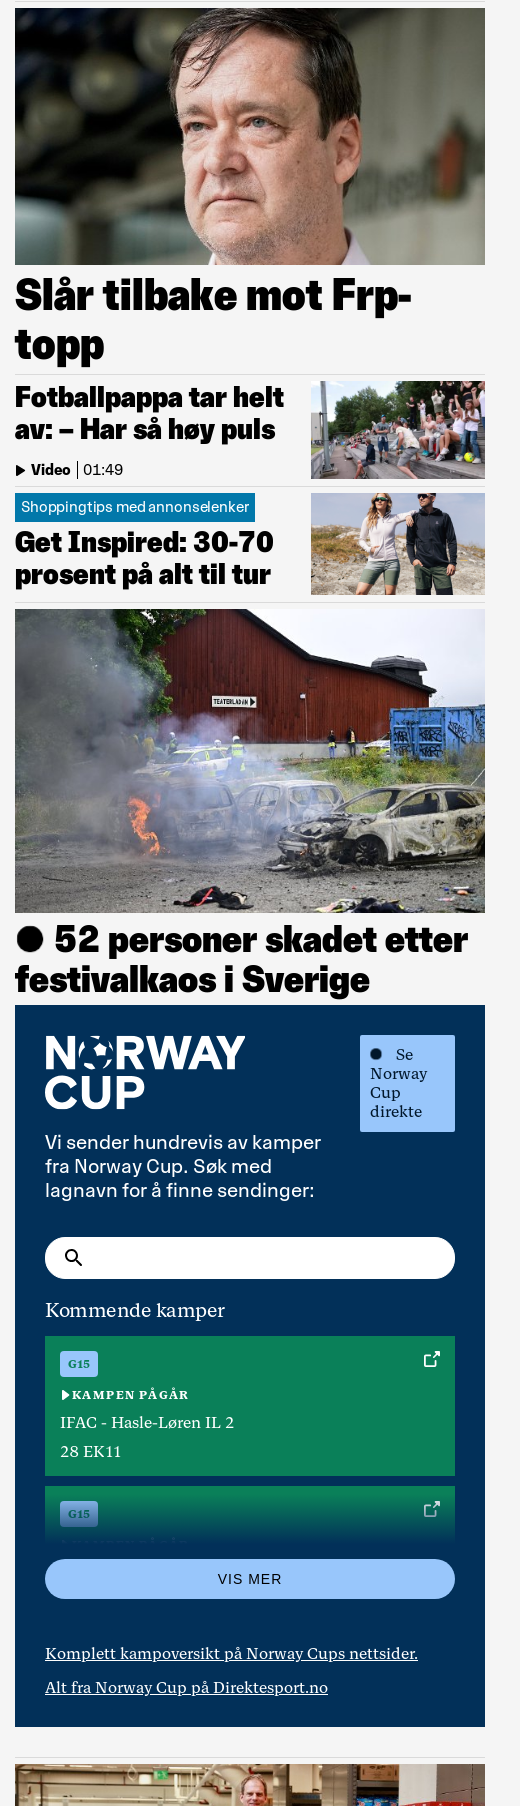 Slår tilbake mot Frp-
topp
Fotballpappa tar helt
av: – Har så høy puls
Video 01:49
Shoppingtips med annonselenker
Get Inspired: 30-70
prosent på alt til tur
TEATERLADAN
52 personer skadet etter
festivalkaos i Sverige
NORWAY
CUP
Se
Norway
Cup
direkte
Vi sender hundrevis av kamper
fra Norway Cup. Søk med
lagnavn for å finne sendinger:
Kommende kamper
G15
KAMPEN PÅGÅR
IFAC - Hasle-Løren IL 2
28 EK11
G15
VIS MER
Komplett kampoversikt på Norway Cups nettsider.
Alt fra Norway Cup på Direktesport.no